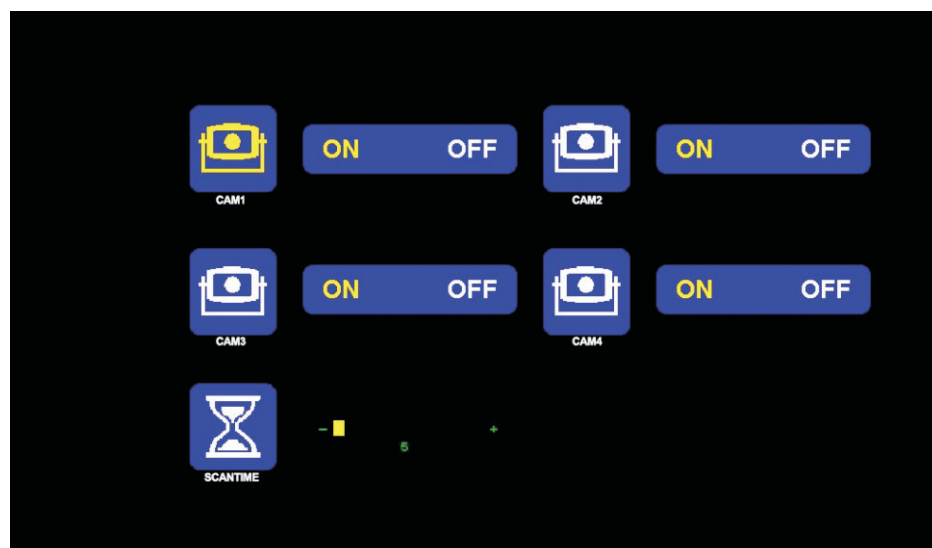 ON OFF ON OFF
CAM1 CAM2
ON OFF ON OFF
CAM3 CAM4
- +
5
SCANTIME